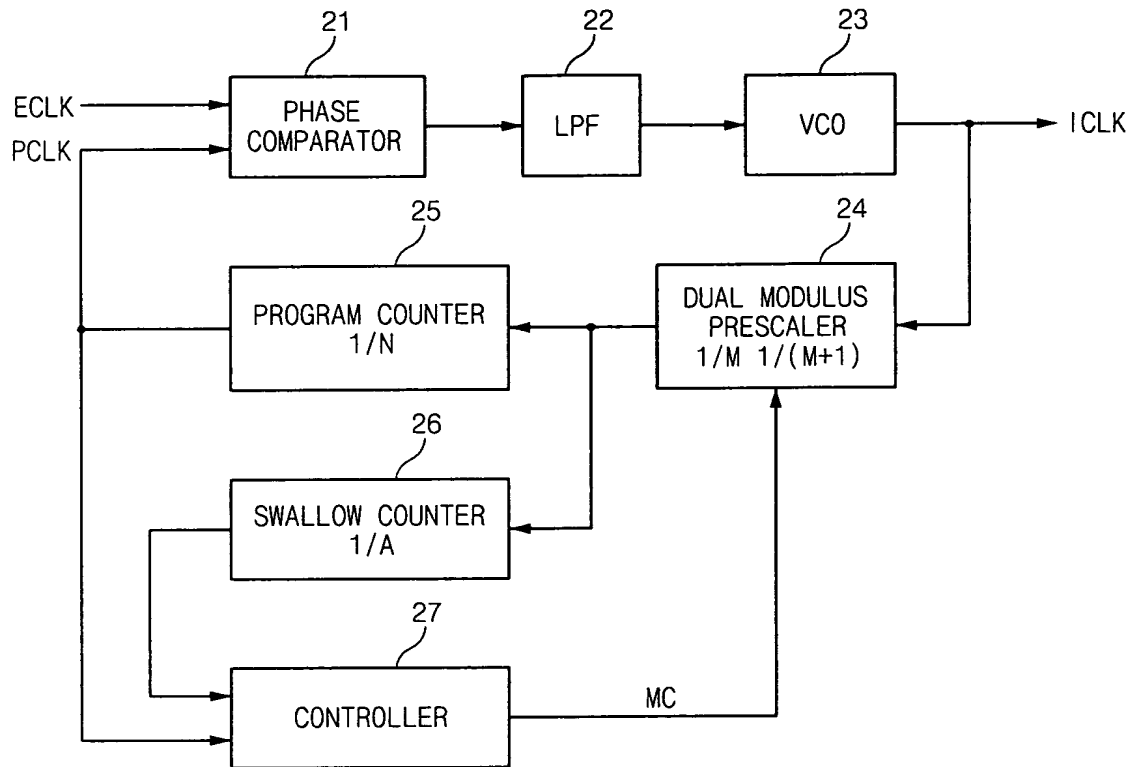 21
22
23
ECLK
PCLK
PHASE
COMPARATOR
LPF
VCO
ICLK
25
24
PROGRAM COUNTER
1/N
DUAL MODULUS
PRESCALER
1/M 1/(M+1)
26
SWALLOW COUNTER
1/A
27
CONTROLLER
MC